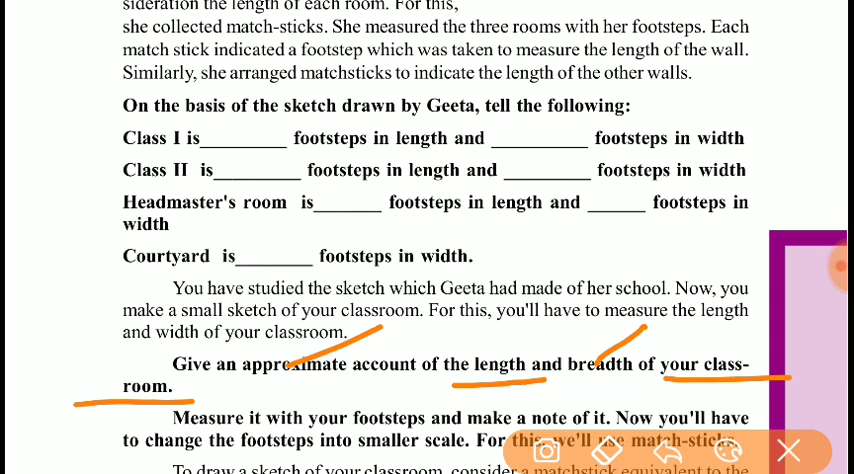 sideration the length of each room. For this,
she collected match-sticks. She measured the three rooms with her footsteps. Each
match stick indicated a footstep which was taken to measure the length of the wall.
Similarly, she arranged matchsticks to indicate the length of the other walls.
On the basis of the sketch drawn by Geeta, tell the following:
Class I is_________ footsteps in length and __________ footsteps in width
Class II is_________ footsteps in length and _________ footsteps in width
Headmaster's room is_______ footsteps in length and ______ footsteps in
width
Courtyard is________ footsteps in width.
You have studied the sketch which Geeta had made of her school. Now, you
make a small sketch of your classroom. For this, you'll have to measure the length
and width of your classroom.
Give an approximate account of the length and breadth of your class-
room.
Measure it with your footsteps and make a note of it. Now you'll have
to change the footsteps into smaller scale. For this, we'll use match-sticks.
To draw a sketch of your classroom, consider a matchstick equivalent to the